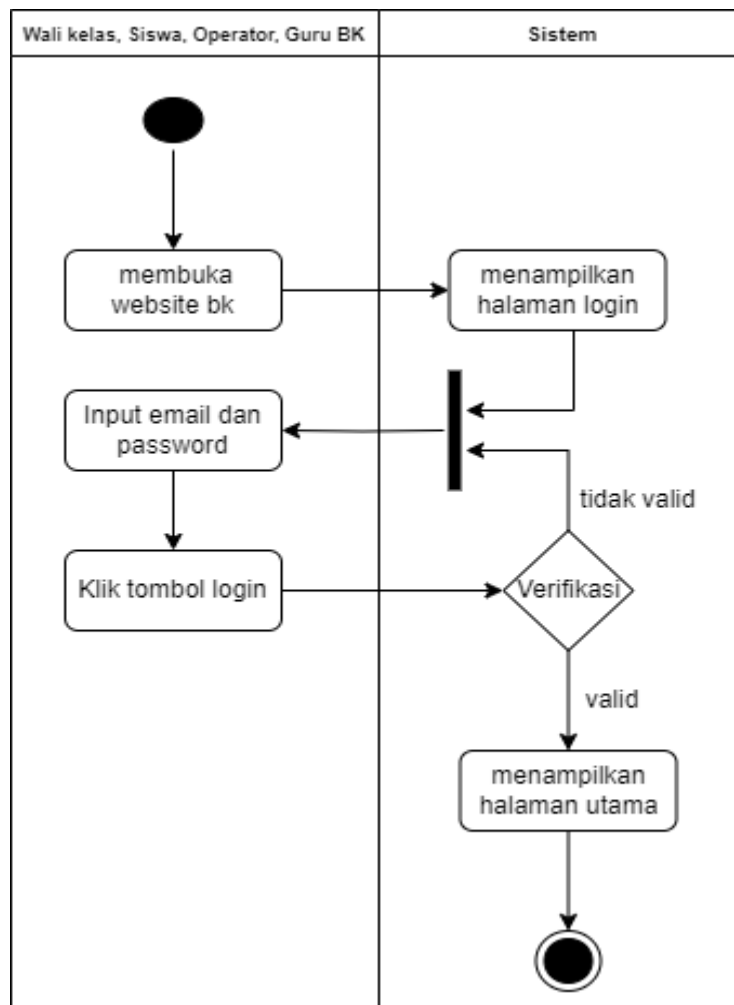 Wali kelas, Siswa, Operator, Guru BK
Sistem
membuka
website bk
menampilkan
halaman login
Input email dan
password
tidak valid
Klik tombol login
Verifikasi
valid
menampilkan
halaman utama